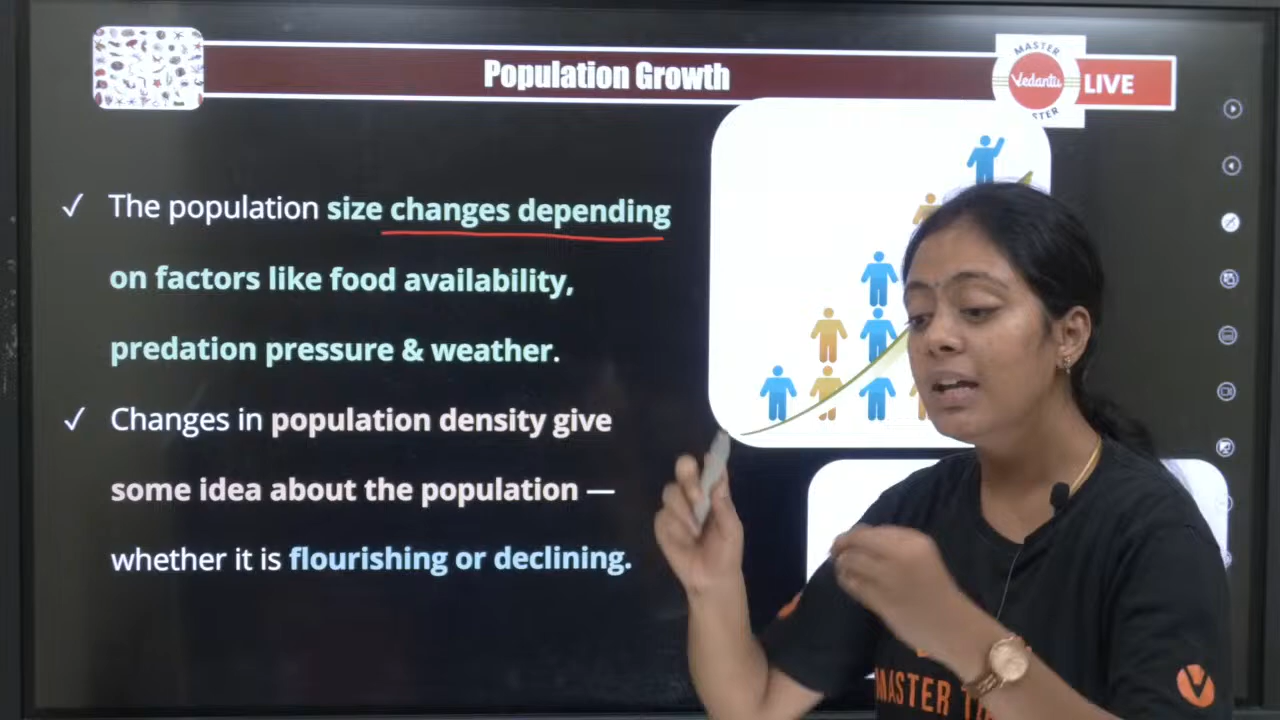 Population Growth
MASTER
Vedantu
LIVE
✓ The population size changes depending
on factors like food availability,
predation pressure & weather.
✓ Changes in population density give
some idea about the population —
whether it is flourishing or declining.
MASTER